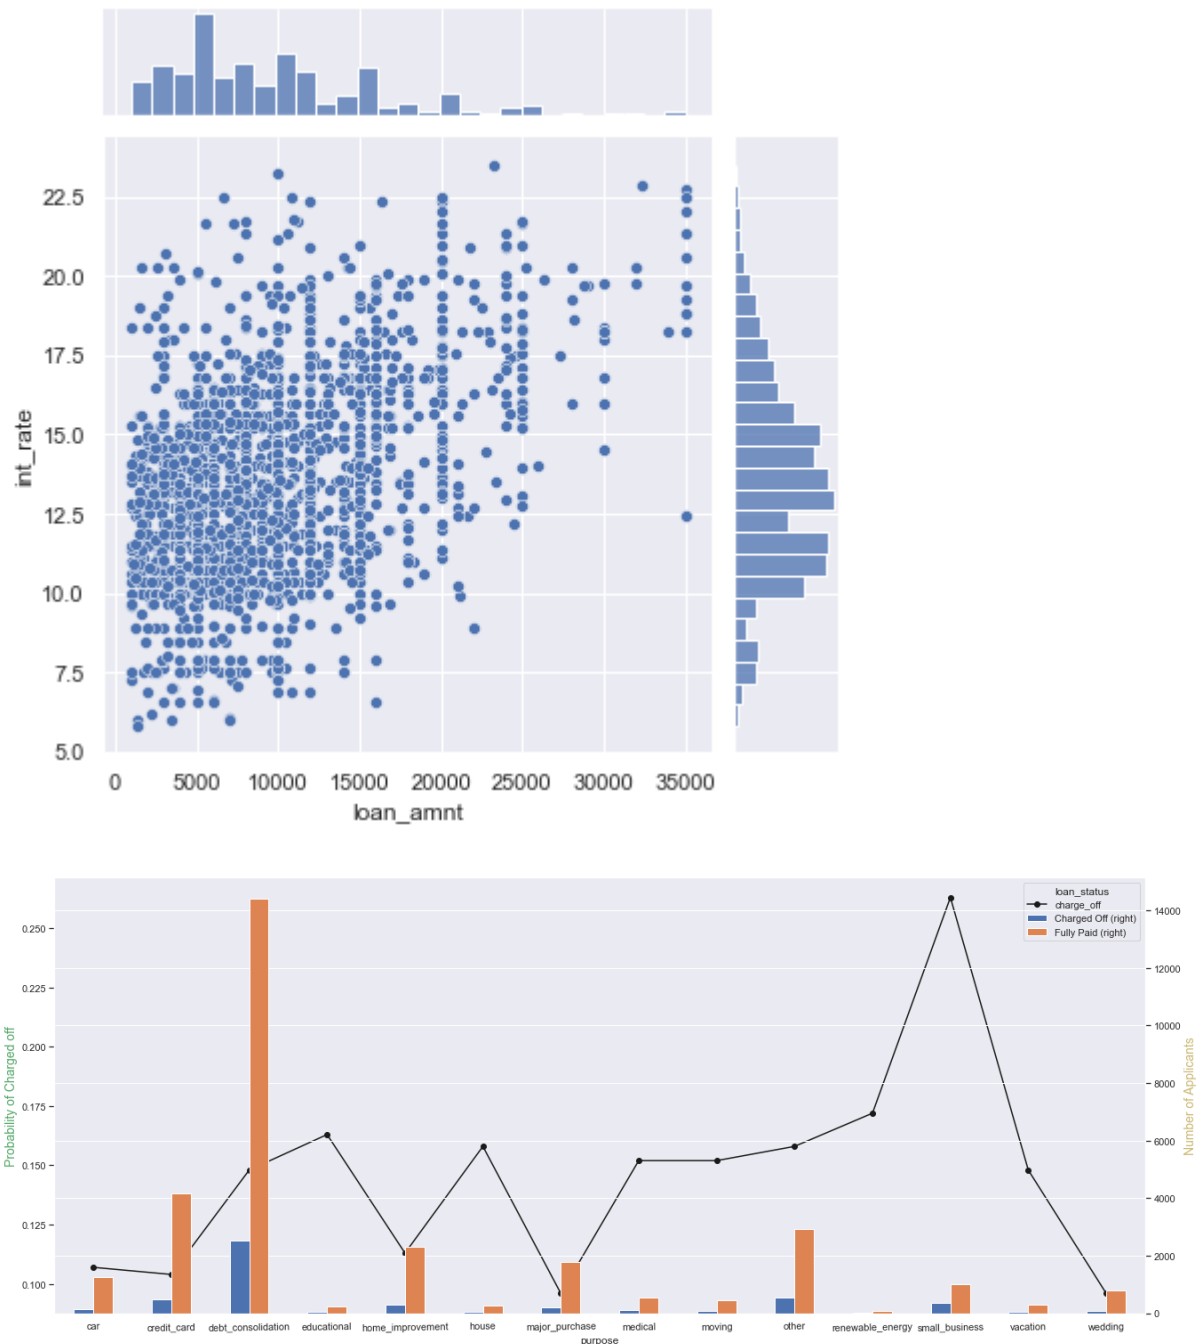 22.5
20.0
17.5
15.0
12.5
10.0
7.5
5.0
int_rate
0 5000 10000 15000 20000 25000 30000 35000
loan_amnt
loan_status
charge_off
Charged Off (right)
Fully Paid (right)
0.250
0.225
0.200
0.175
0.150
0.125
0.100
Probability of Charged off
14000
12000
10000
8000
6000
4000
2000
0
Number of Applicants
car credit_card debt_consolidation educational home_improvement house major_purchase medical moving other renewable_energy small_business vacation wedding
purpose